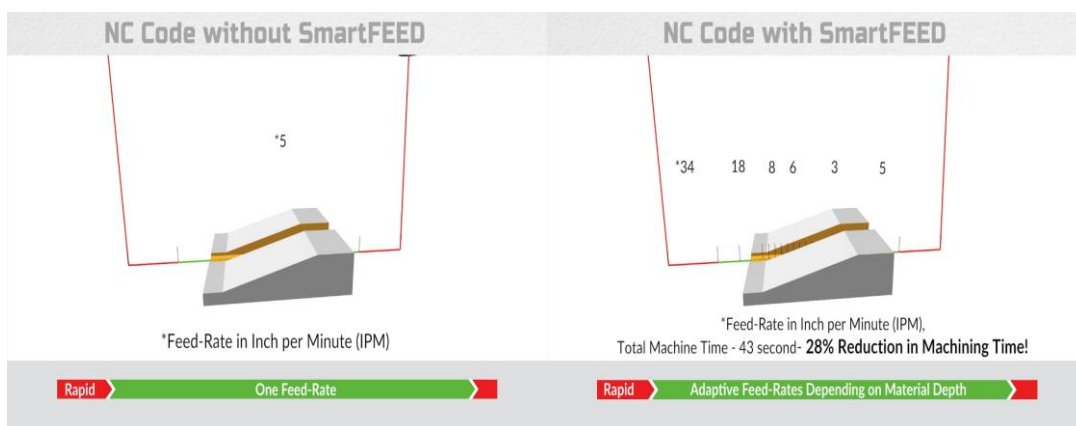 NC Code without SmartFEED
*5
*Feed-Rate in Inch per Minute (IPM)
Rapid
One Feed-Rate
NC Code with SmartFEED
*34 18 8 6 3 5
*Feed-Rate in Inch per Minute (IPM),
Total Machine Time - 43 second- 28% Reduction in Machining Time!
Rapid
Adaptive Feed-Rates Depending on Material Depth